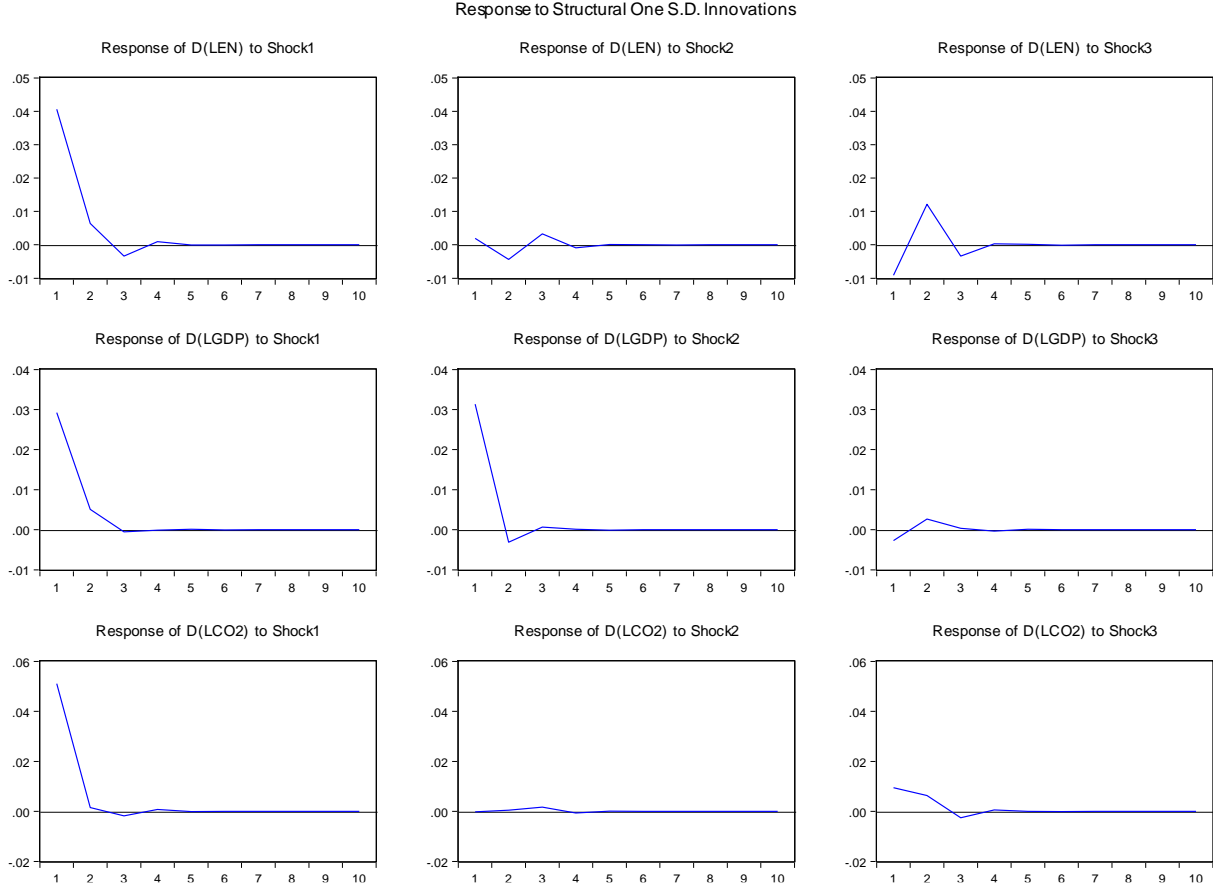 Response to Structural One S.D. Innovations
Response of D(LEN) to Shock1
.05
.04
.03
.02
.01
.00
-.01
1 2 3 4 5 6 7 8 9 10
Response of D(LEN) to Shock2
.05
.04
.03
.02
.01
.00
-.01
1 2 3 4 5 6 7 8 9 10
Response of D(LEN) to Shock3
.05
.04
.03
.02
.01
.00
-.01
1 2 3 4 5 6 7 8 9 10
Response of D(LGDP) to Shock1
.04
.03
.02
.01
.00
-.01
1 2 3 4 5 6 7 8 9 10
Response of D(LGDP) to Shock2
.04
.03
.02
.01
.00
-.01
1 2 3 4 5 6 7 8 9 10
Response of D(LGDP) to Shock3
.04
.03
.02
.01
.00
-.01
1 2 3 4 5 6 7 8 9 10
Response of D(LCO2) to Shock1
.06
.04
.02
.00
-.02
1 2 3 4 5 6 7 8 9 10
Response of D(LCO2) to Shock2
.06
.04
.02
.00
-.02
1 2 3 4 5 6 7 8 9 10
Response of D(LCO2) to Shock3
.06
.04
.02
.00
-.02
1 2 3 4 5 6 7 8 9 10